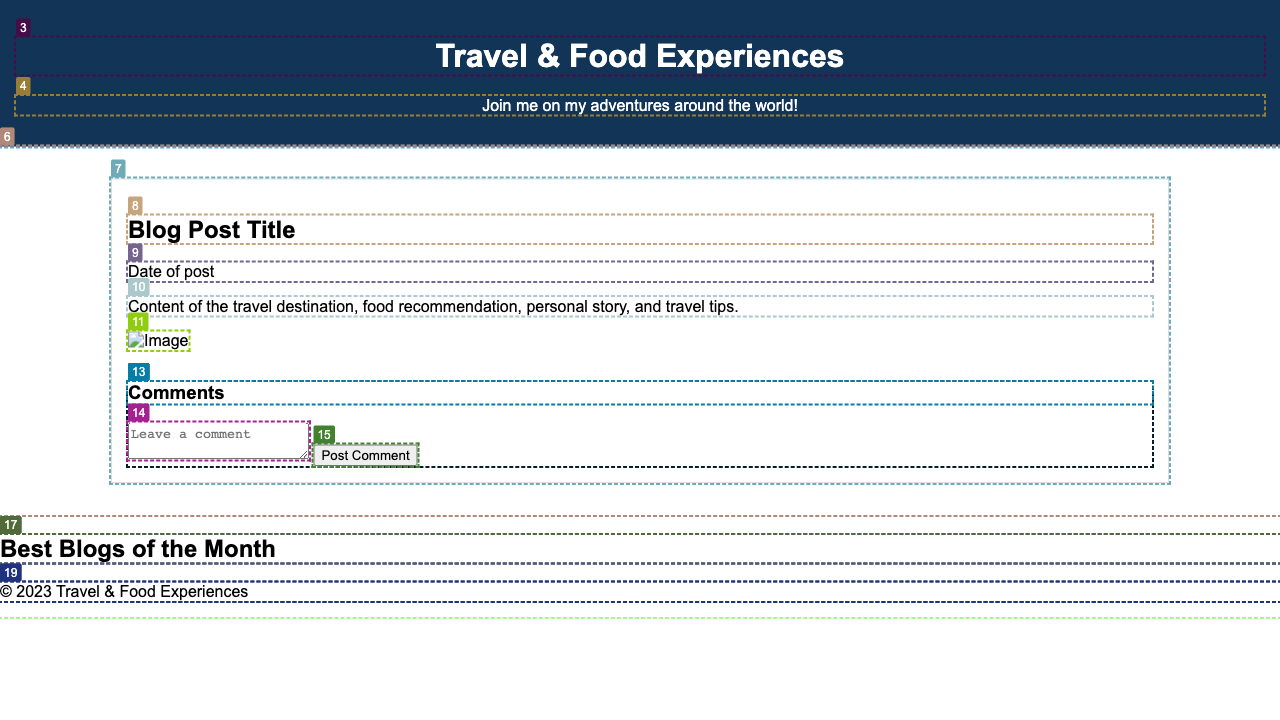 3
Travel & Food Experiences
4
Join me on my adventures around the world!
6
7
8
Blog Post Title
9
Date of post
10
Content of the travel destination, food recommendation, personal story, and travel tips.
11
Image
13
Comments
14
Leave a comment
15
Post Comment
17
Best Blogs of the Month
19
© 2023 Travel & Food Experiences